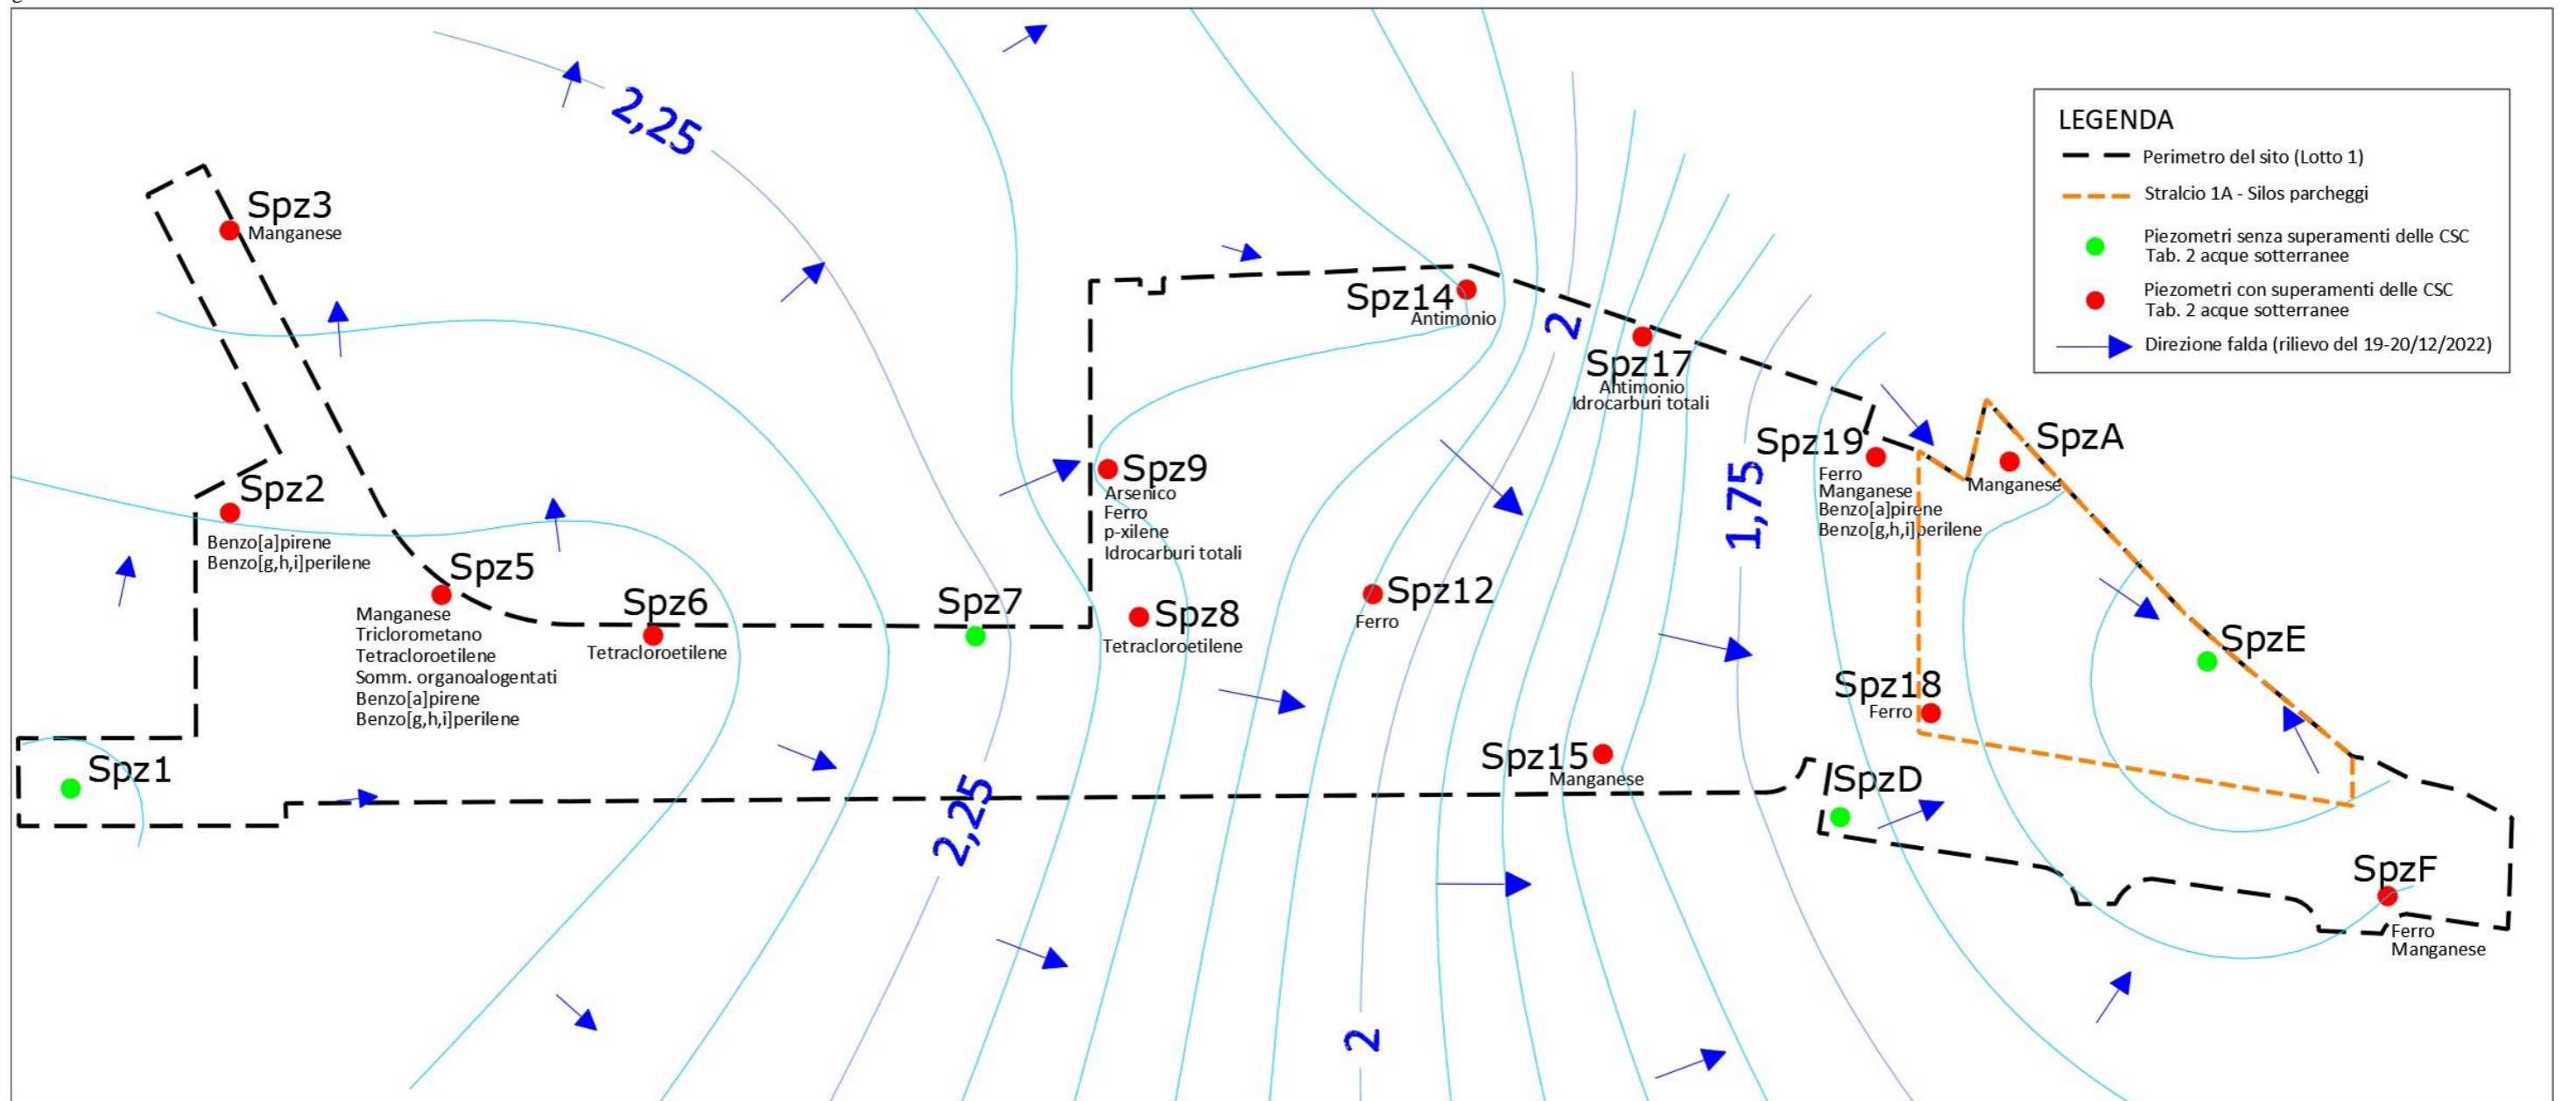 2,25
LEGENDA
Perimetro del sito (Lotto 1)
Stralcio 1A - Silos parcheggi
Piezometri senza superamenti delle CSC
Tab. 2 acque sotterranee
Piezometri con superamenti delle CSC
Tab. 2 acque sotterranee
Direzione falda (rilievo del 19-20/12/2022)
Spz3
Manganese
Spz14
Antimonio
2
Spz17
Antimonio
Idrocarburi totali
Spz19
Ferro
Manganese
Benzo[a]pirene
Benzo[g,h,i]perilene
SpzA
Manganese
1,75
Spz9
Arsenico
Ferro
p-xilene
Idrocarburi totali
Spz2
Benzo[a]pirene
Benzo[g,h,i]perilene
Spz5
Manganese
Triclorometano
Tetracloroetilene
Somm. organoalogentati
Benzo[a]pirene
Benzo[g,h,i]perilene
Spz6
Tetracloroetilene
Spz7
Spz8
Tetracloroetilene
Spz12
Ferro
SpzE
Spz18
Ferro
Spz1
Spz15
Manganese
SpzD
2,25
SpzF
Ferro
Manganese
2